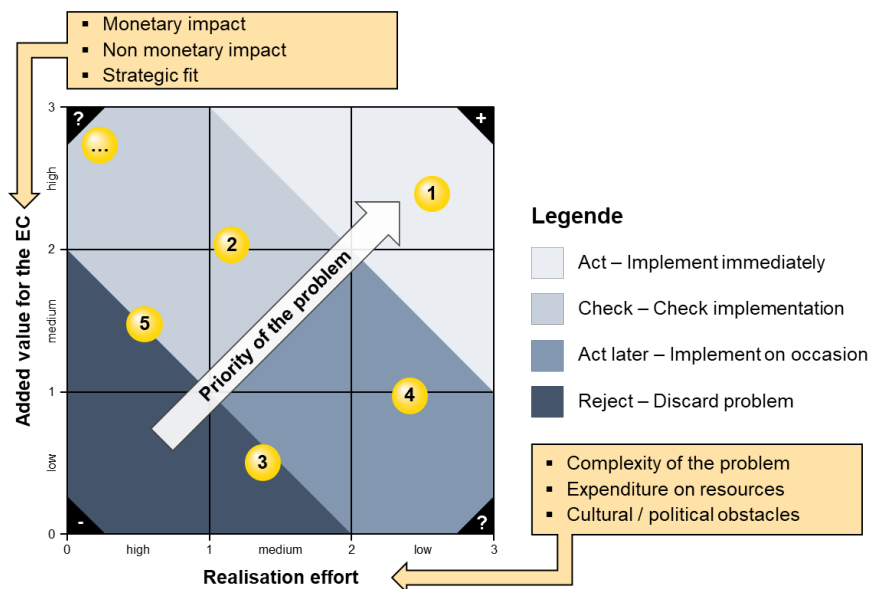 ▪ Monetary impact
▪ Non monetary impact
▪ Strategic fit
3
?
+
...
1
high
2
2
Added value for the EC
medium
5
Priority of the problem
1
4
low
3
-
?
0
0
high
1
medium
2
low
3
Realisation effort
Legende
Act – Implement immediately
Check – Check implementation
Act later – Implement on occasion
Reject – Discard problem
▪ Complexity of the problem
▪ Expenditure on resources
▪ Cultural / political obstacles